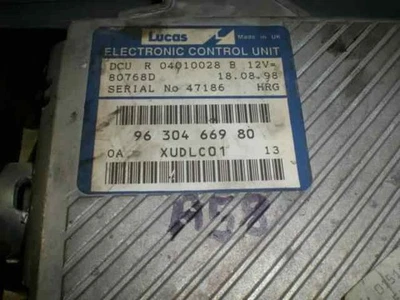 Lucas Made in UK
ELECTRONIC CONTROL UNIT
DCU R 04010028 B 12V=
80768D 18.08-98
SERIAL No 47186 HRG
96 304 669 80
0A XUDLC01 13
A58